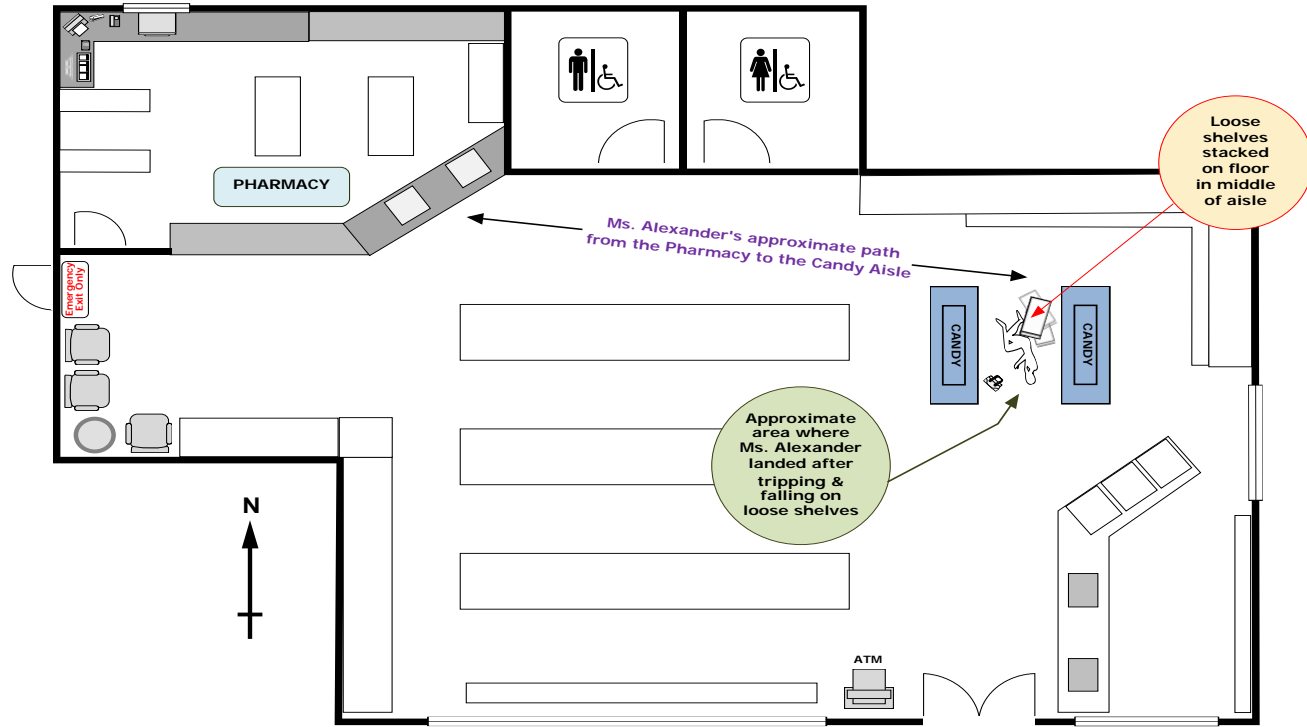 PHARMACY
Loose
shelves
stacked
on floor
in middle
of aisle
Ms. Alexander's approximate path
from the Pharmacy to the Candy Aisle
Emergency
Exit Only
CANDY
CANDY
Approximate
area where
Ms. Alexander
landed after
tripping &
falling on
loose shelves
N
ATM